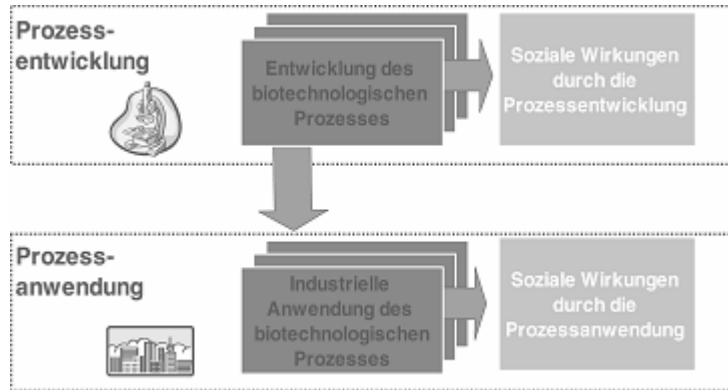 Prozess-
entwicklung
Entwicklung des
biotechnologischen
Prozesses
Soziale Wirkungen
durch die
Prozessentwicklung
Prozess-
anwendung
Industrielle
Anwendung des
biotechnologischen
Prozesses
Soziale Wirkungen
durch die
Prozessanwendung